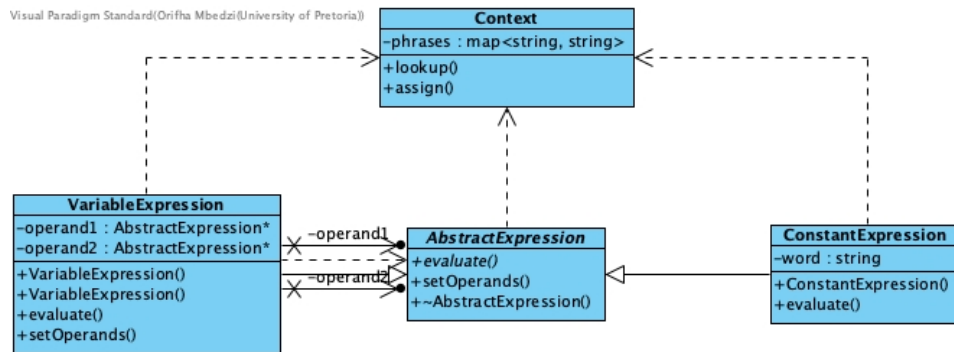 Visual Paradigm Standard(Orifha Mbedzi(University of Pretoria))
Context
-phrases : map<string, string>
+lookup()
+assign()
VariableExpression
-operand1 : AbstractExpression*
-operand2 : AbstractExpression*
+VariableExpression()
+VariableExpression()
+evaluate()
+setOperands()
-operand1
-operand2
AbstractExpression
+evaluate()
+setOperands()
+~AbstractExpression()
ConstantExpression
-word : string
+ConstantExpression()
+evaluate()